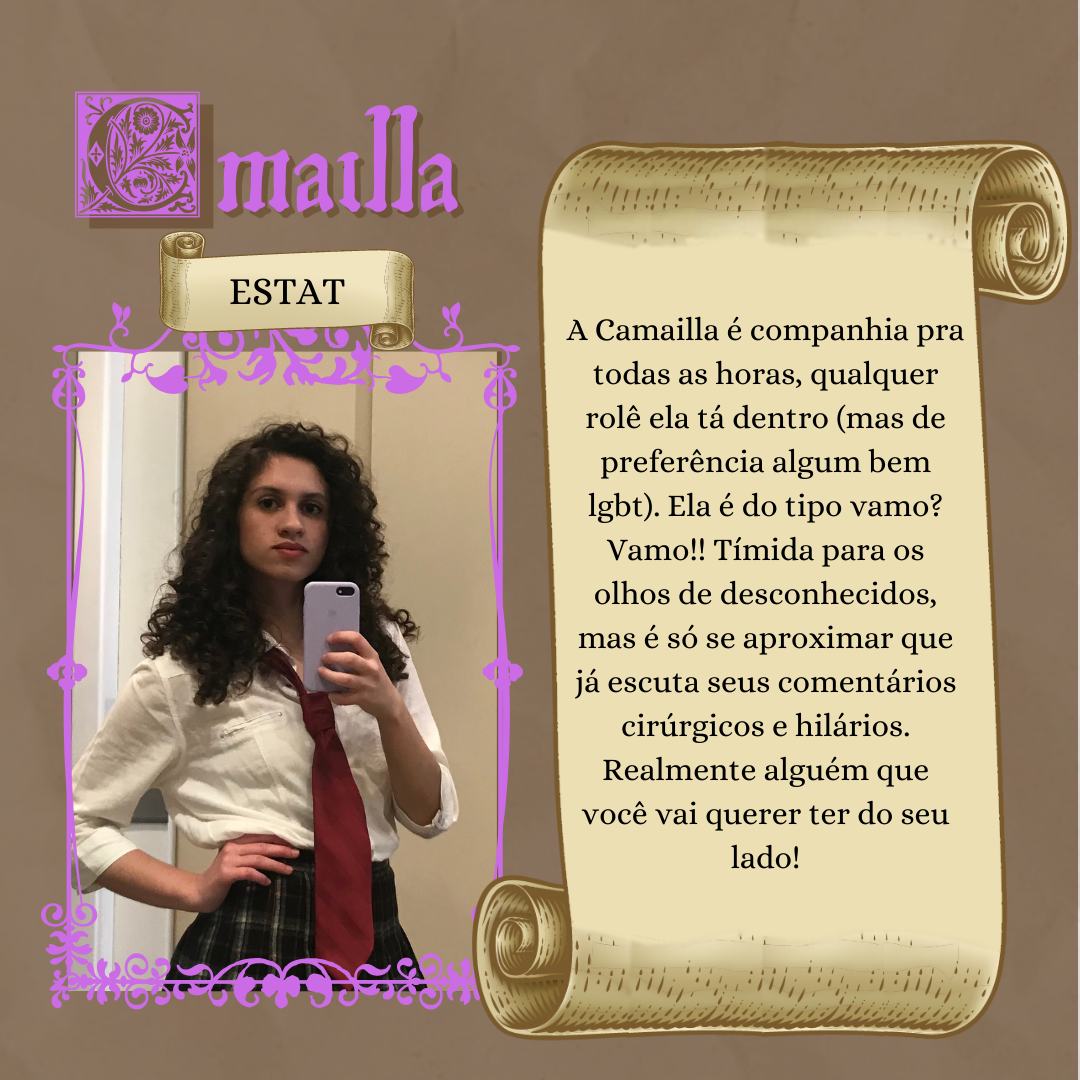 Cmailla
ESTAT
A Camailla é companhia pra
todas as horas, qualquer
rolê ela tá dentro (mas de
preferência algum bem
lgbt). Ela é do tipo vamo?
Vamo!! Tímida para os
olhos de desconhecidos,
mas é só se aproximar que
já escuta seus comentários
cirúrgicos e hilários.
Realmente alguém que
você vai querer ter do seu
lado!